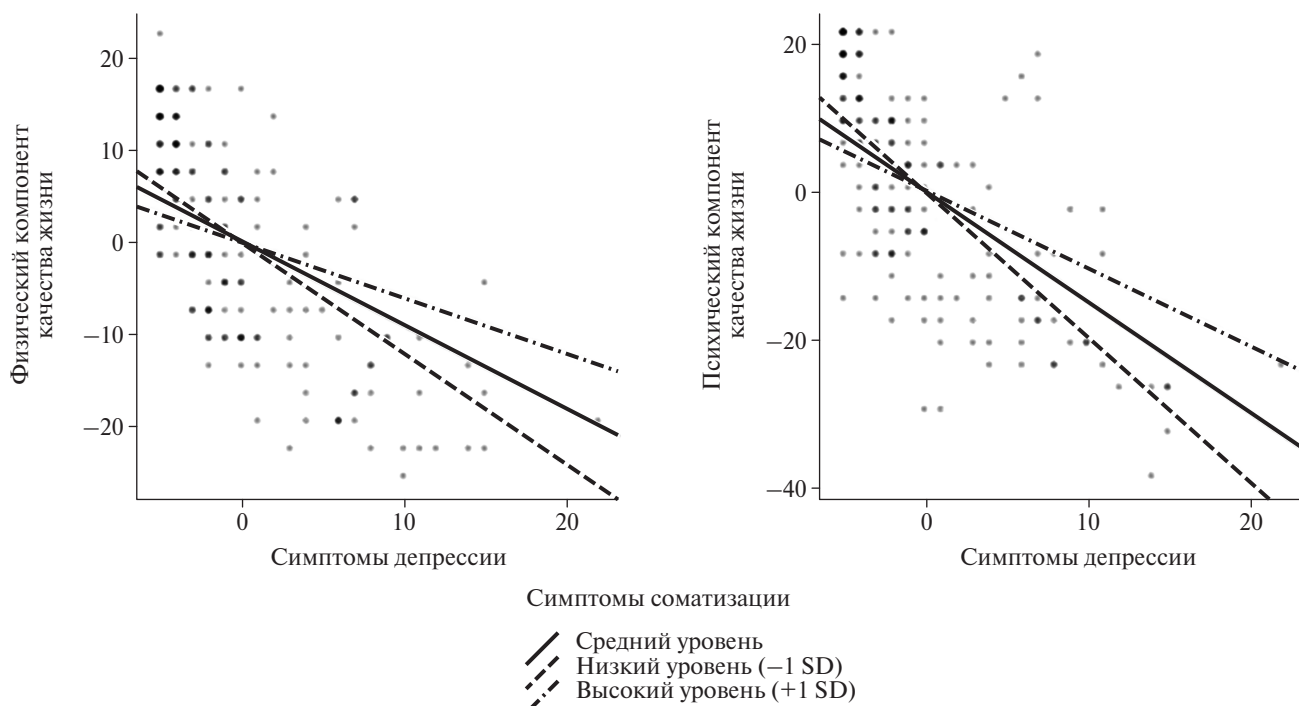 Физический компонент
качества жизни
20
10
0
−10
−20
0
10
20
Симптомы депрессии
Психический компонент
качества жизни
20
0
−20
−40
0
10
20
Симптомы депрессии
Симптомы соматизации
Средний уровень
Низкий уровень (−1 SD)
Высокий уровень (+1 SD)